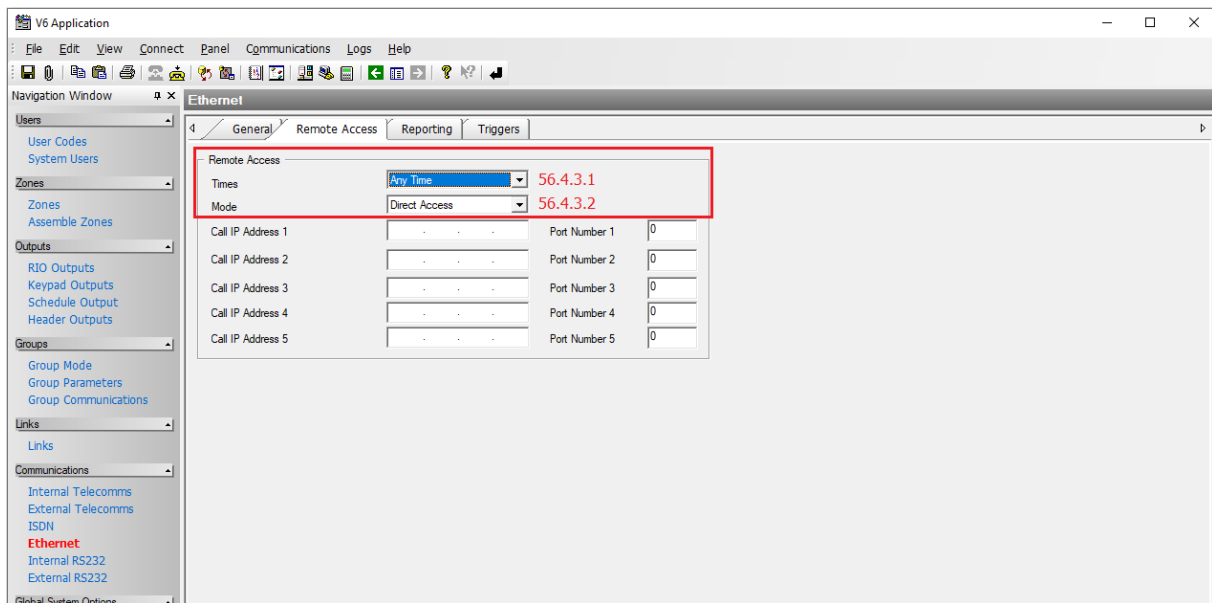 V6 Application
File Edit View Connect Panel Communications Logs Help
Navigation Window
Ethernet
Users
User Codes
System Users
Zones
Zones
Assemble Zones
Outputs
RIO Outputs
Keypad Outputs
Schedule Output
Header Outputs
Groups
Group Mode
Group Parameters
Group Communications
Links
Links
Communications
Internal Telecomms
External Telecomms
ISDN
Ethernet
Internal RS232
External RS232
Global System Options
General Remote Access Reporting Triggers
Remote Access
Times Any Time 56.4.3.1
Mode Direct Access 56.4.3.2
Call IP Address 1 . . . Port Number 1 0
Call IP Address 2 . . . Port Number 2 0
Call IP Address 3 . . . Port Number 3 0
Call IP Address 4 . . . Port Number 4 0
Call IP Address 5 . . . Port Number 5 0